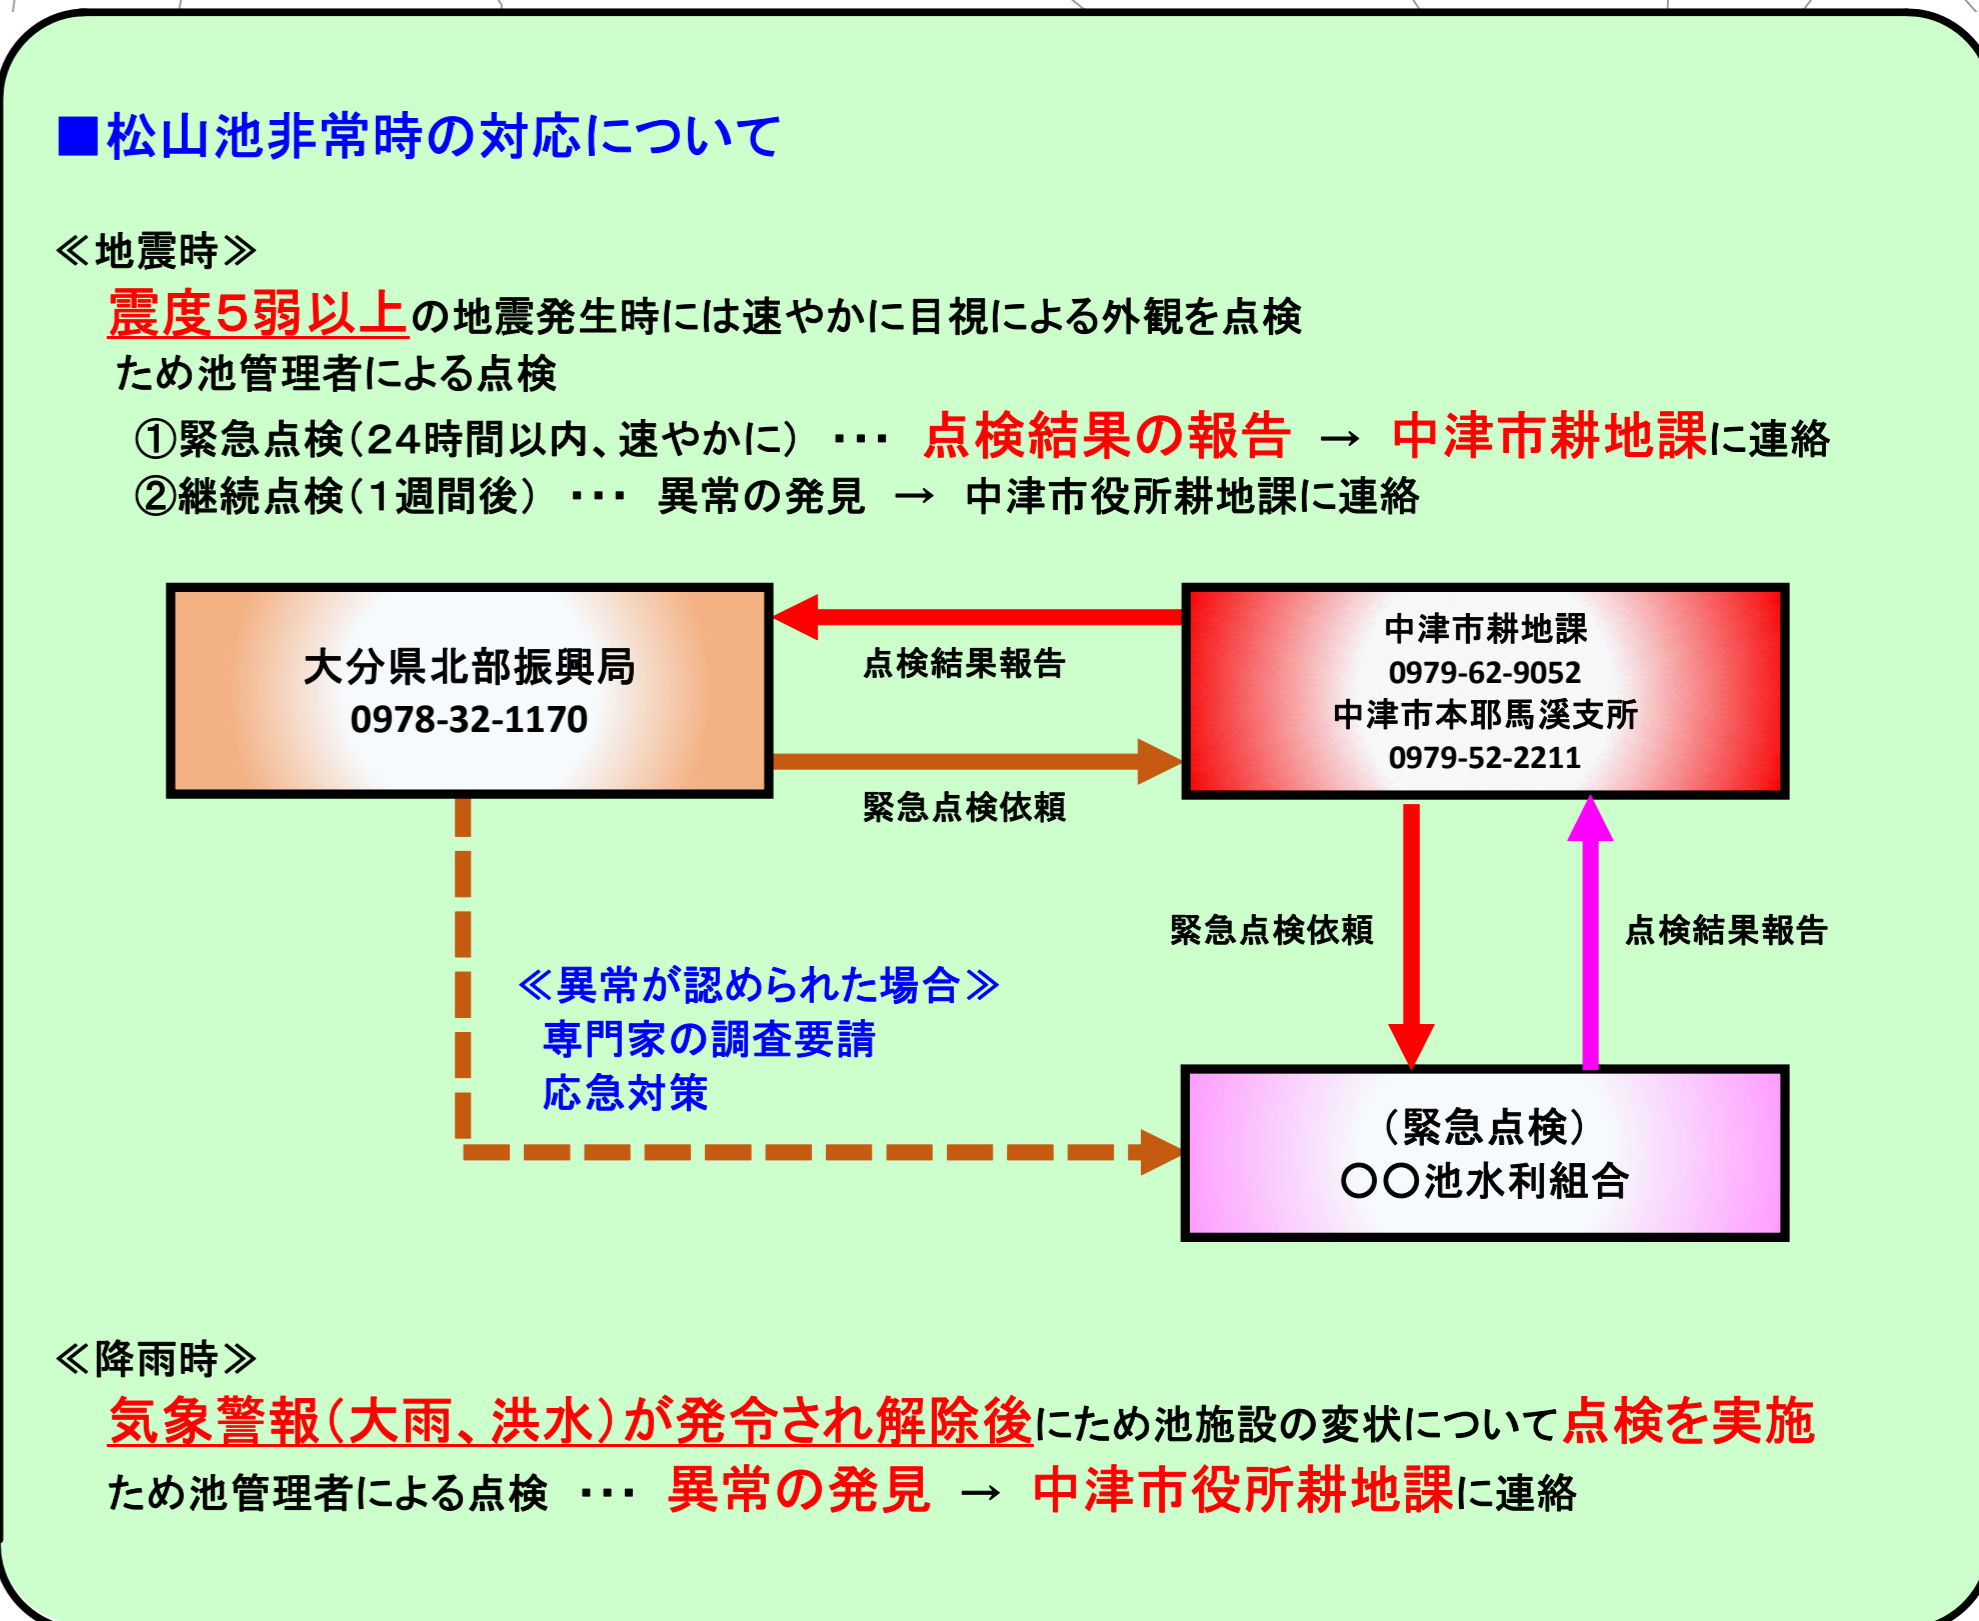 ■松山池非常時の対応について
≪地震時≫
震度５弱以上の地震発生時には速やかに目視による外観を点検
ため池管理者による点検
①緊急点検（２４時間以内、速やかに） ・・・ 点検結果の報告 → 中津市耕地課に連絡
②継続点検（１週間後） ・・・ 異常の発見 → 中津市役所耕地課に連絡
大分県北部振興局
0978-32-1170
点検結果報告
緊急点検依頼
中津市耕地課
0979-62-9052
中津市本耶馬溪支所
0979-52-2211
緊急点検依頼
点検結果報告
≪異常が認められた場合≫
専門家の調査要請
応急対策
（緊急点検）
〇〇池水利組合
≪降雨時≫
気象警報（大雨、洪水）が発令され解除後にため池施設の変状について点検を実施
ため池管理者による点検 ・・・ 異常の発見 → 中津市役所耕地課に連絡